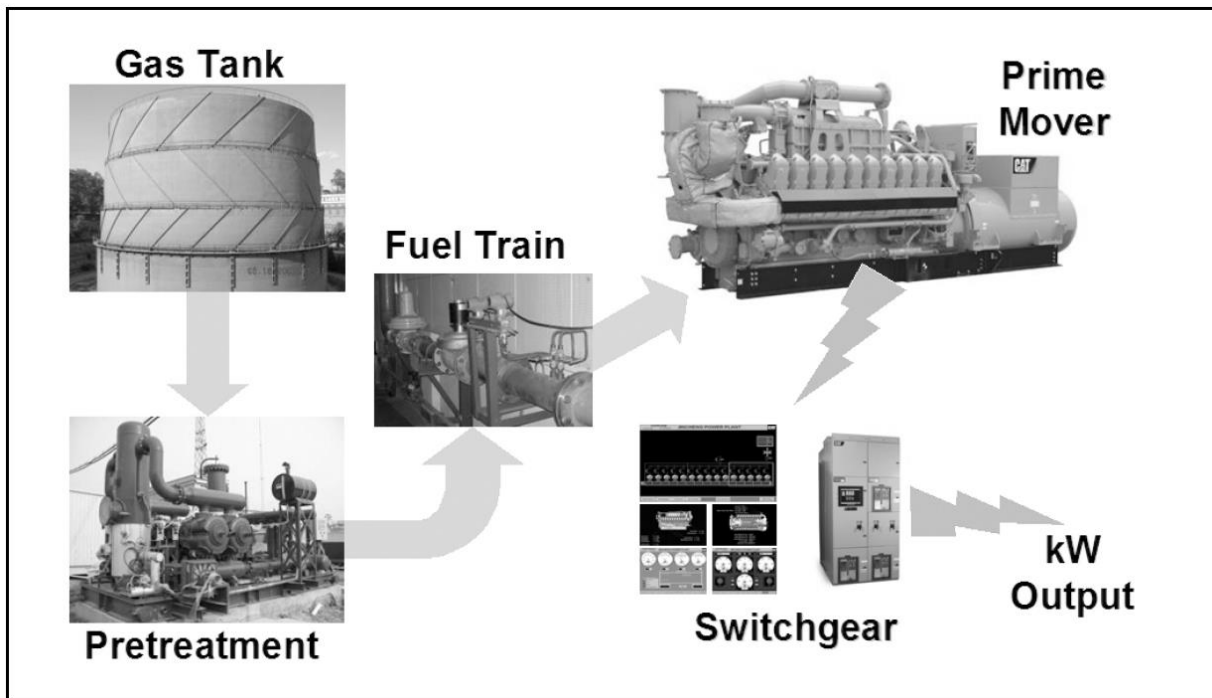 Gas Tank
Prime
Mover
CAT
Fuel Train
Pretreatment
Switchgear
kW
Output